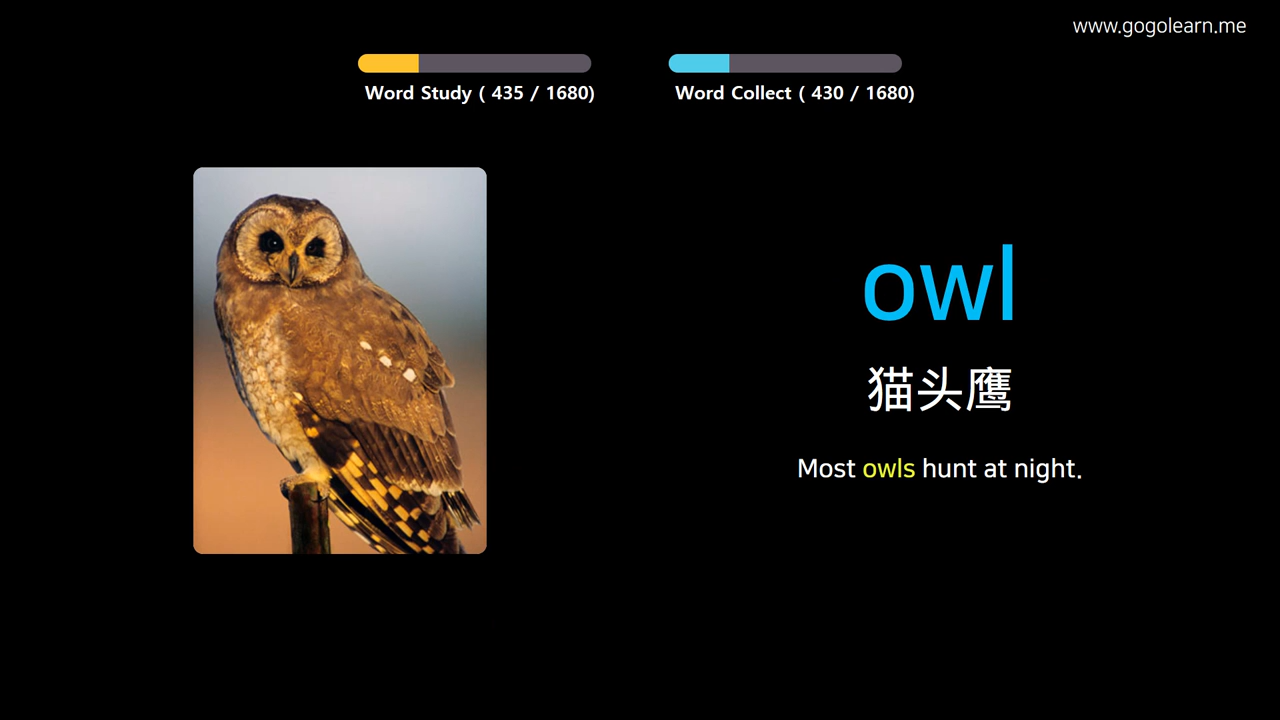 www.gogolearn.me
Word Study ( 435 / 1680)
Word Collect ( 430 / 1680)
owl
猫头鹰
Most owls hunt at night.